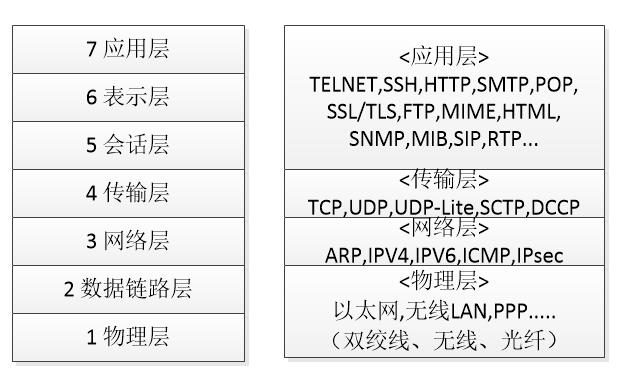 7 应用层
6 表示层
5 会话层
4 传输层
3 网络层
2 数据链路层
1 物理层
<应用层>
TELNET,SSH,HTTP,SMTP,POP,
SSL/TLS,FTP,MIME,HTML,
SNMP,MIB,SIP,RTP...
<传输层>
TCP,UDP,UDP-Lite,SCTP,DCCP
<网络层>
ARP,IPV4,IPV6,ICMP,IPsec
<物理层>
以太网,无线LAN,PPP.....
（双绞线、无线、光纤）